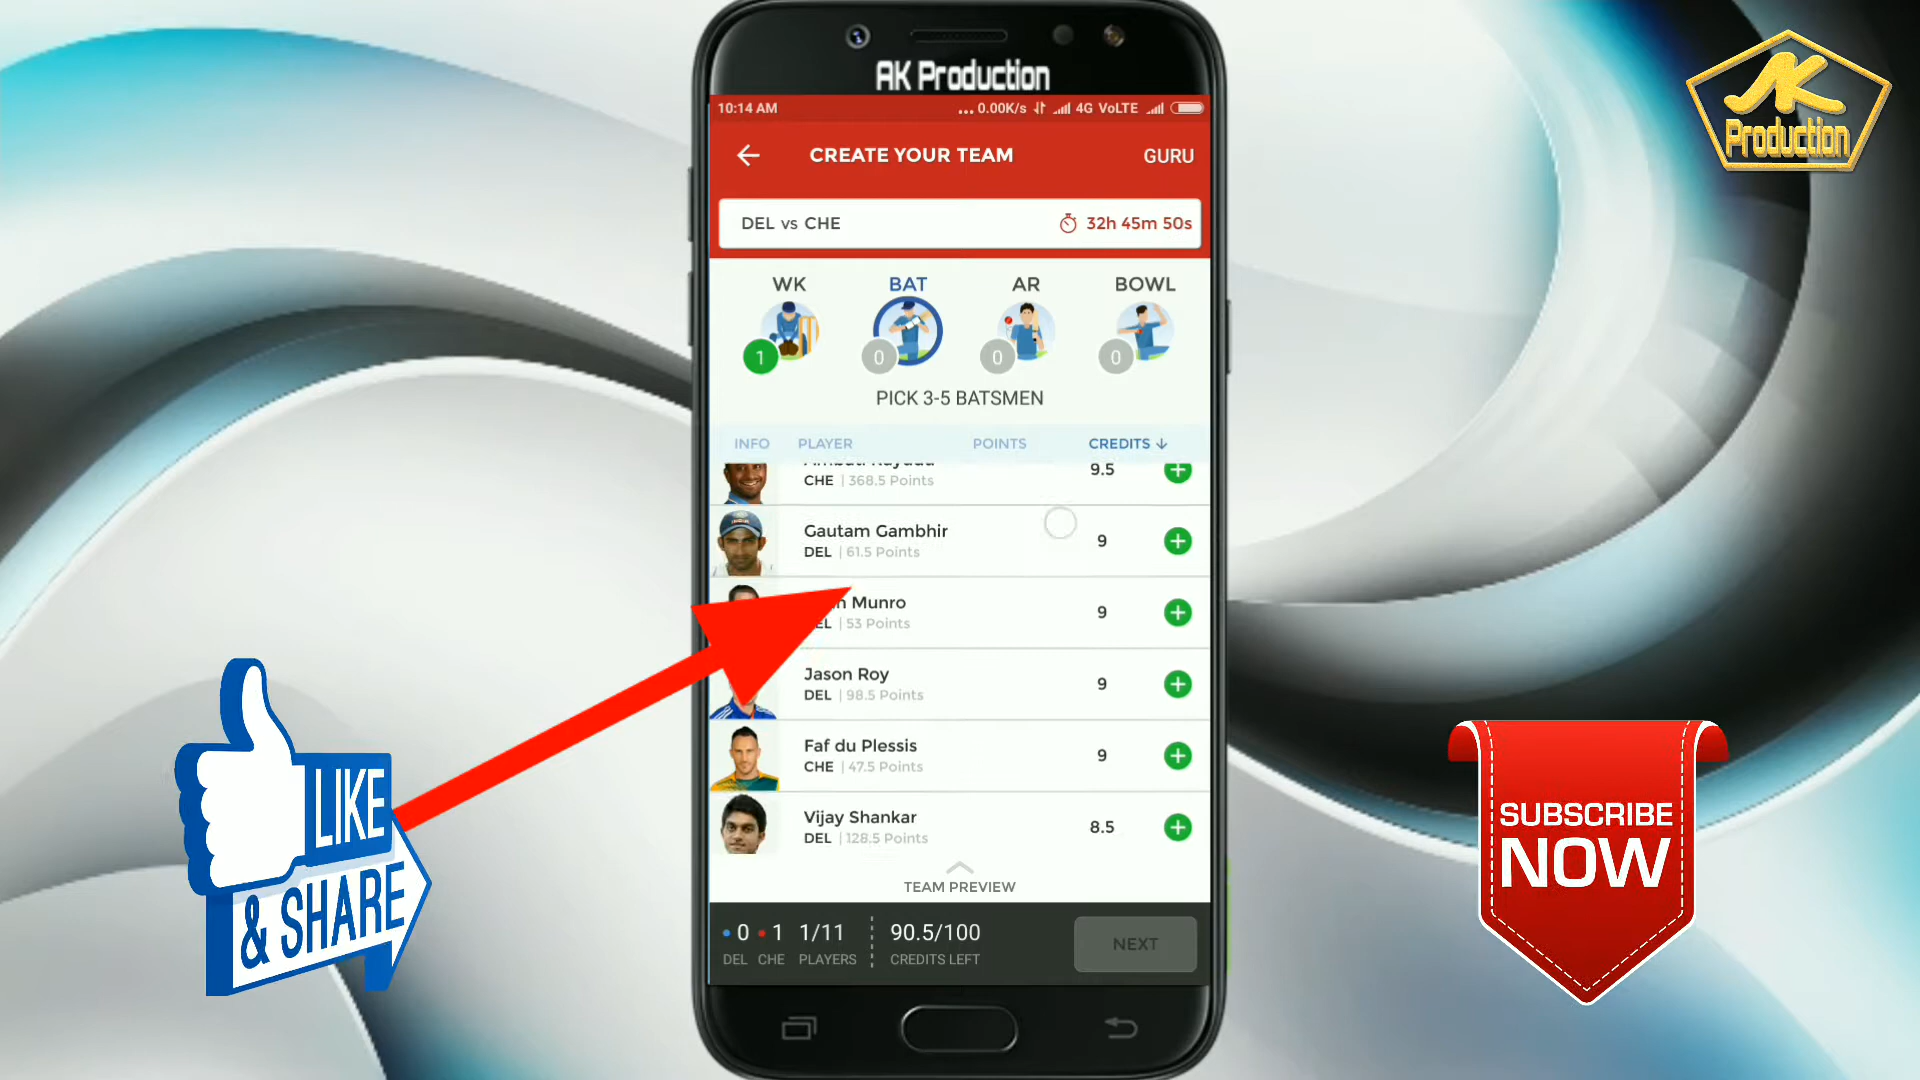 AK Production
10:14 AM
... 0.00K/s 4G VoLTE
CREATE YOUR TEAM
GURU
DEL vs CHE
32h 45m 50s
WK
BAT
AR
BOWL
1
0
0
0
PICK 3-5 BATSMEN
INFO PLAYER POINTS CREDITS
9.5
CHE | 368.5 Points
Gautam Gambhir
DEL | 61.5 Points
9
Munro
53 Points
9
Jason Roy
DEL | 98.5 Points
9
Faf du Plessis
CHE | 47.5 Points
9
Vijay Shankar
DEL | 128.5 Points
8.5
TEAM PREVIEW
0 1 1/11 90.5/100
DEL CHE PLAYERS CREDITS LEFT
NEXT
LIKE
& SHARE
SUBSCRIBE
NOW
AK
Production